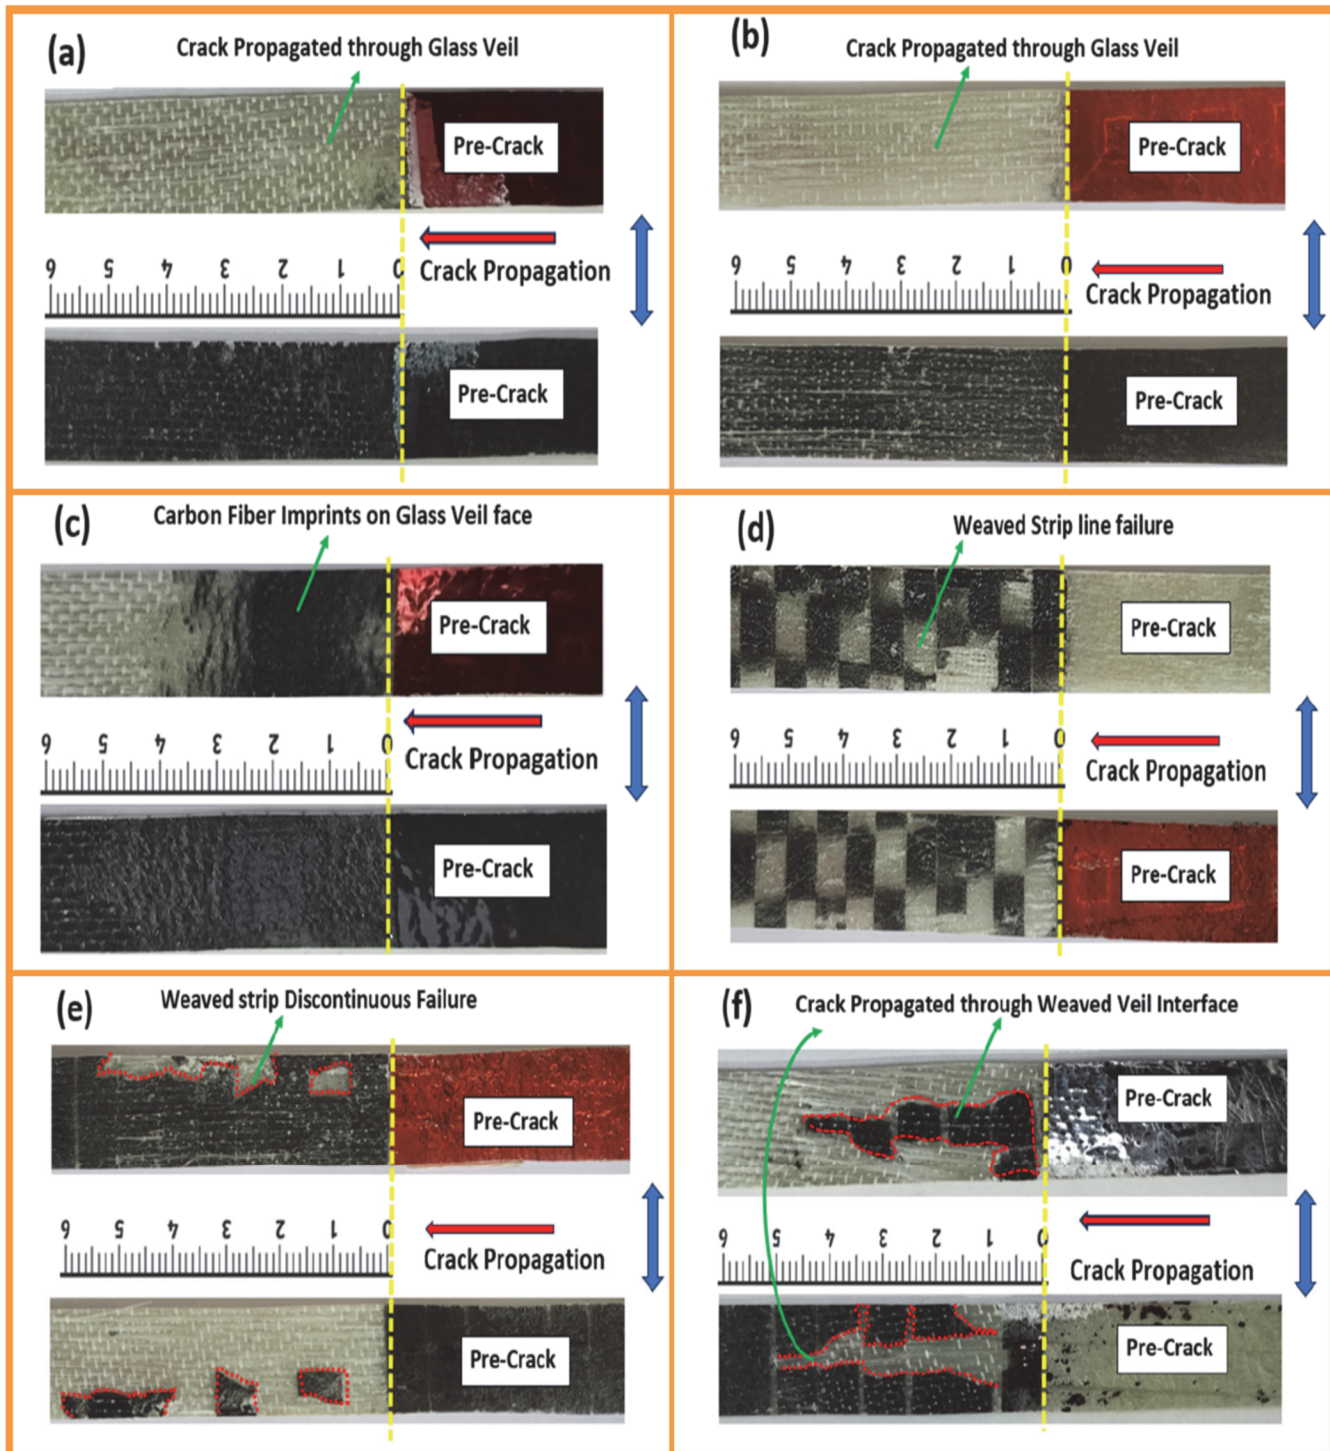 (a)
Crack Propagated through Glass Veil
Pre-Crack
6 5 4 3 2 1 0
Crack Propagation
Pre-Crack
(b)
Crack Propagated through Glass Veil
Pre-Crack
6 5 4 3 2 1 0
Crack Propagation
Pre-Crack
(c)
Carbon Fiber Imprints on Glass Veil face
Pre-Crack
6 5 4 3 2 1 0
Crack Propagation
Pre-Crack
(d)
Weaved Strip line failure
Pre-Crack
6 5 4 3 2 1 0
Crack Propagation
Pre-Crack
(e)
Weaved strip Discontinuous Failure
Pre-Crack
6 5 4 3 2 1 0
Crack Propagation
Pre-Crack
(f)
Crack Propagated through Weaved Veil Interface
Pre-Crack
6 5 4 3 2 1 0
Crack Propagation
Pre-Crack